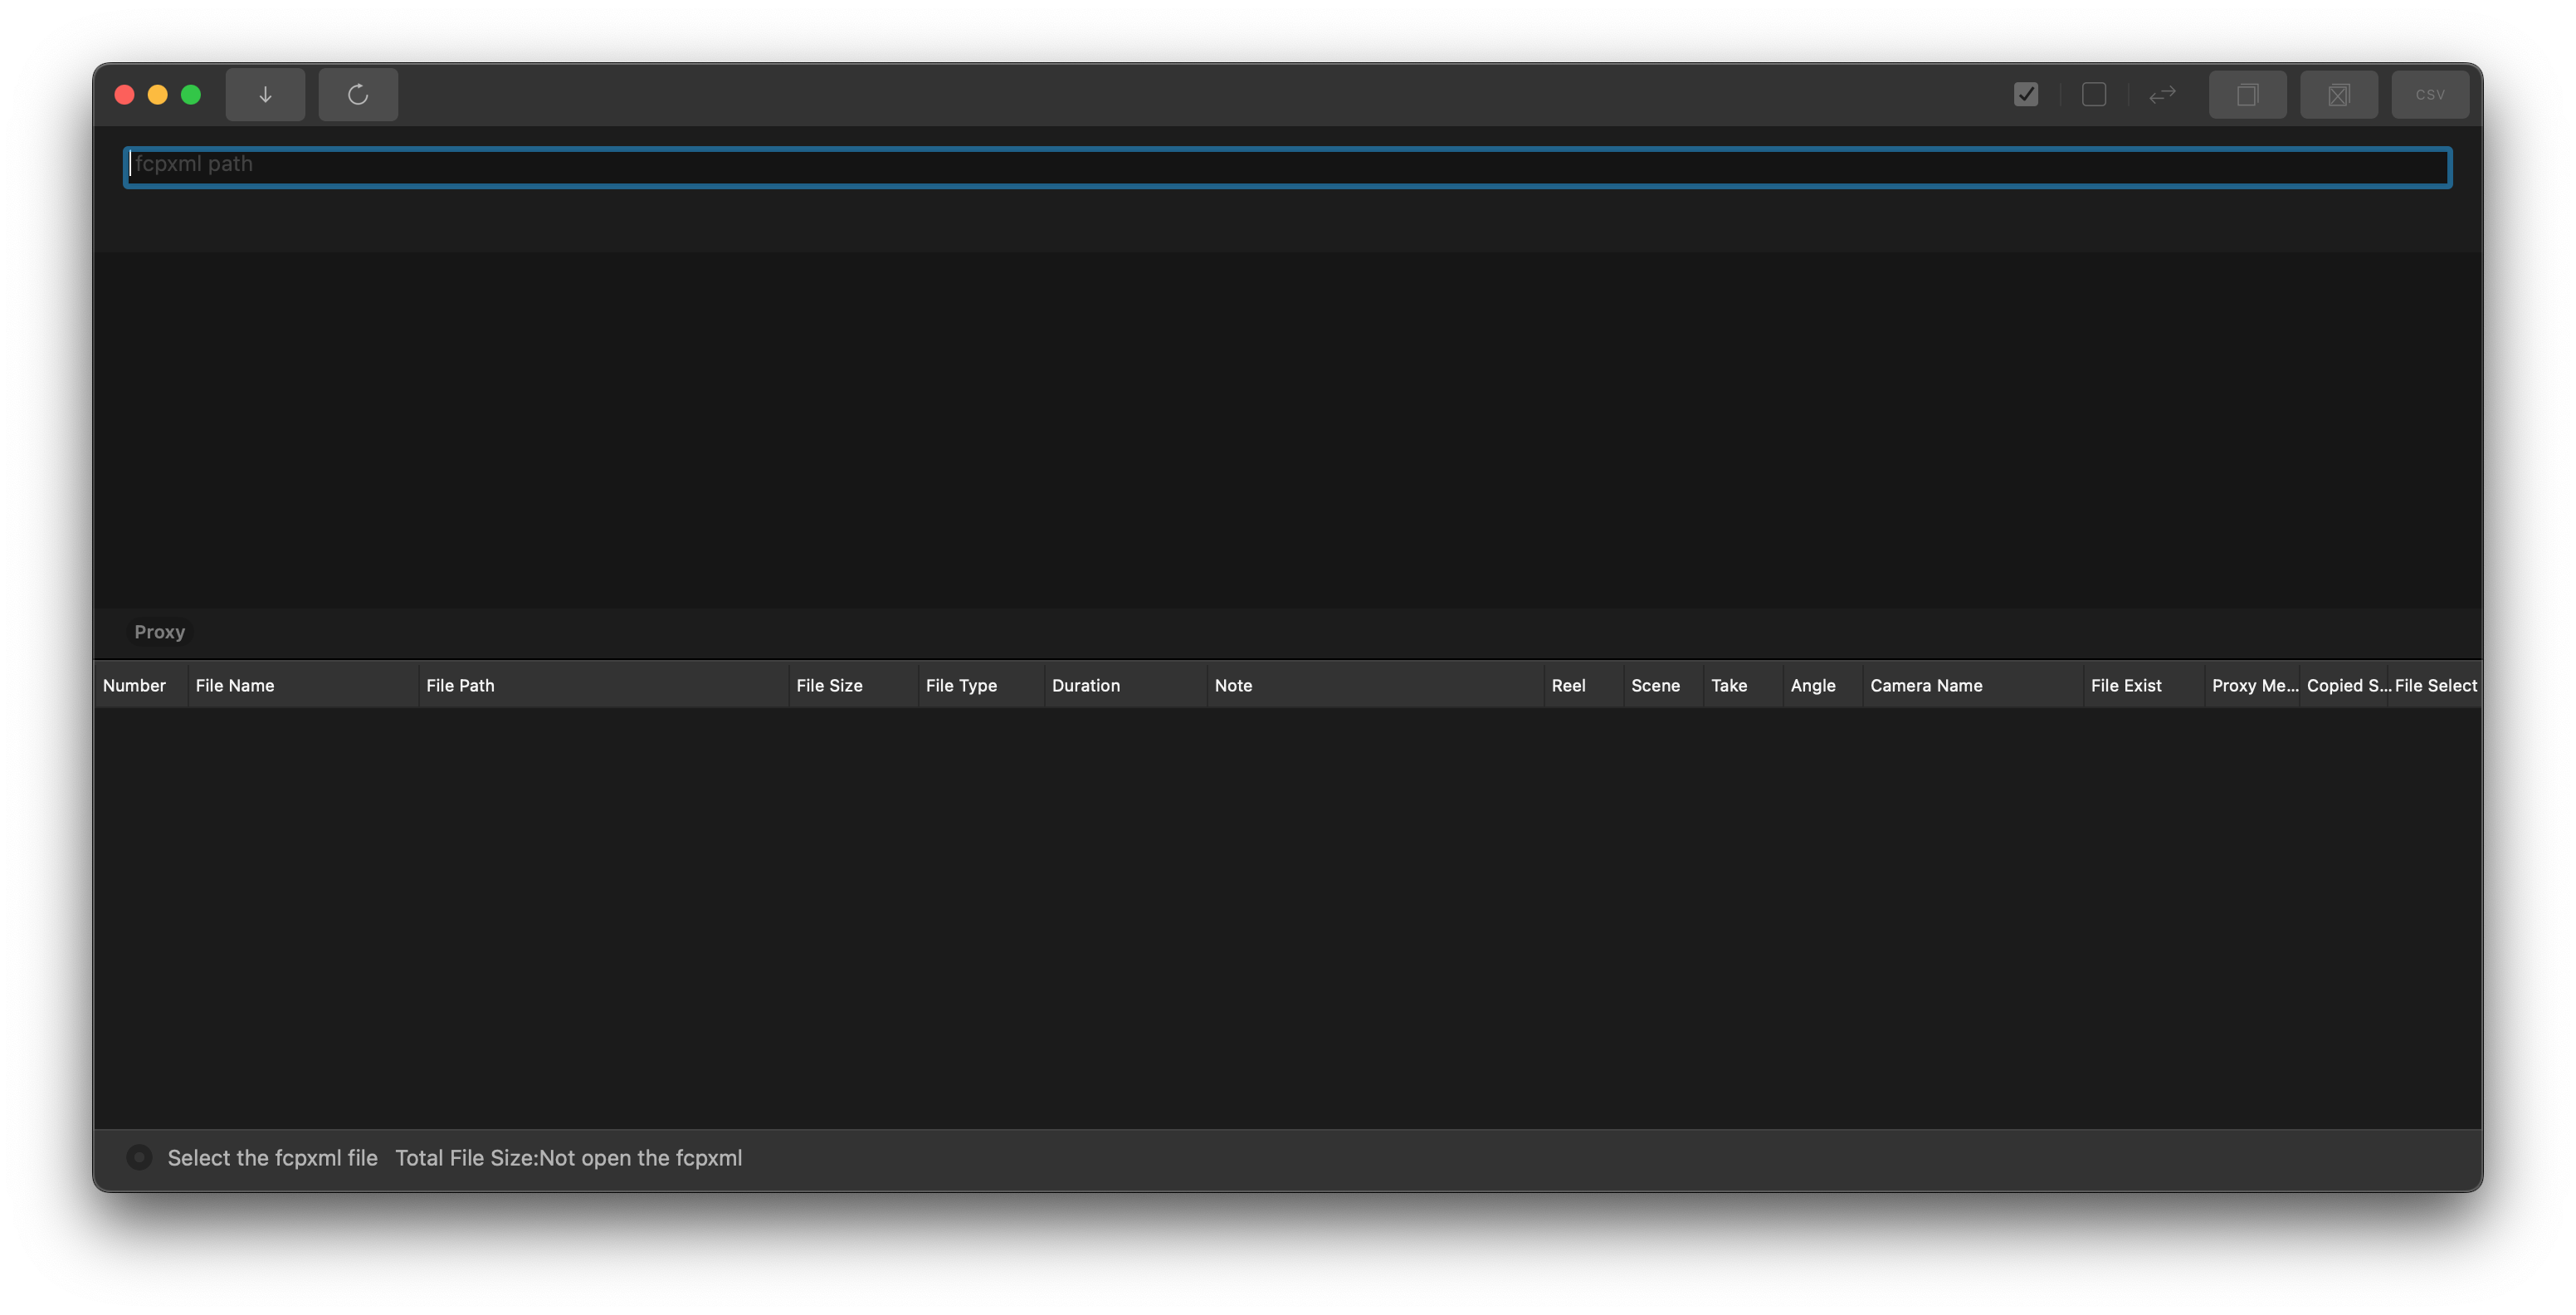 CSV
fcpxml path
Proxy
Number File Name File Path File Size File Type Duration Note Reel Scene Take Angle Camera Name File Exist Proxy Me... Copied S... File Select
Select the fcpxml file Total File Size:Not open the fcpxml